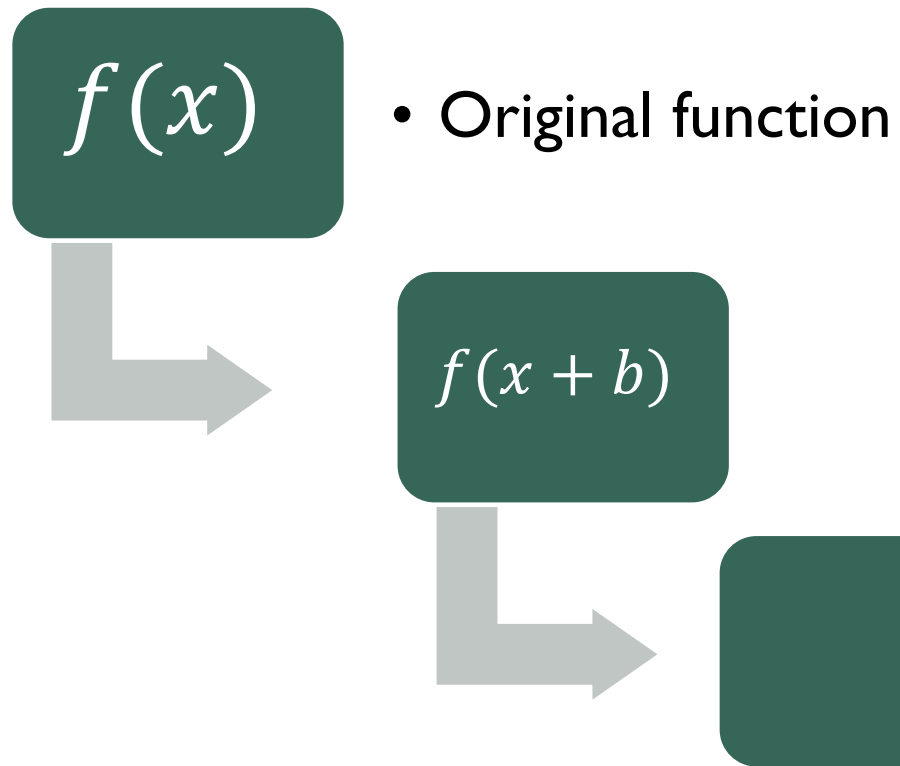 f(x)
• Original function
f(x + b)